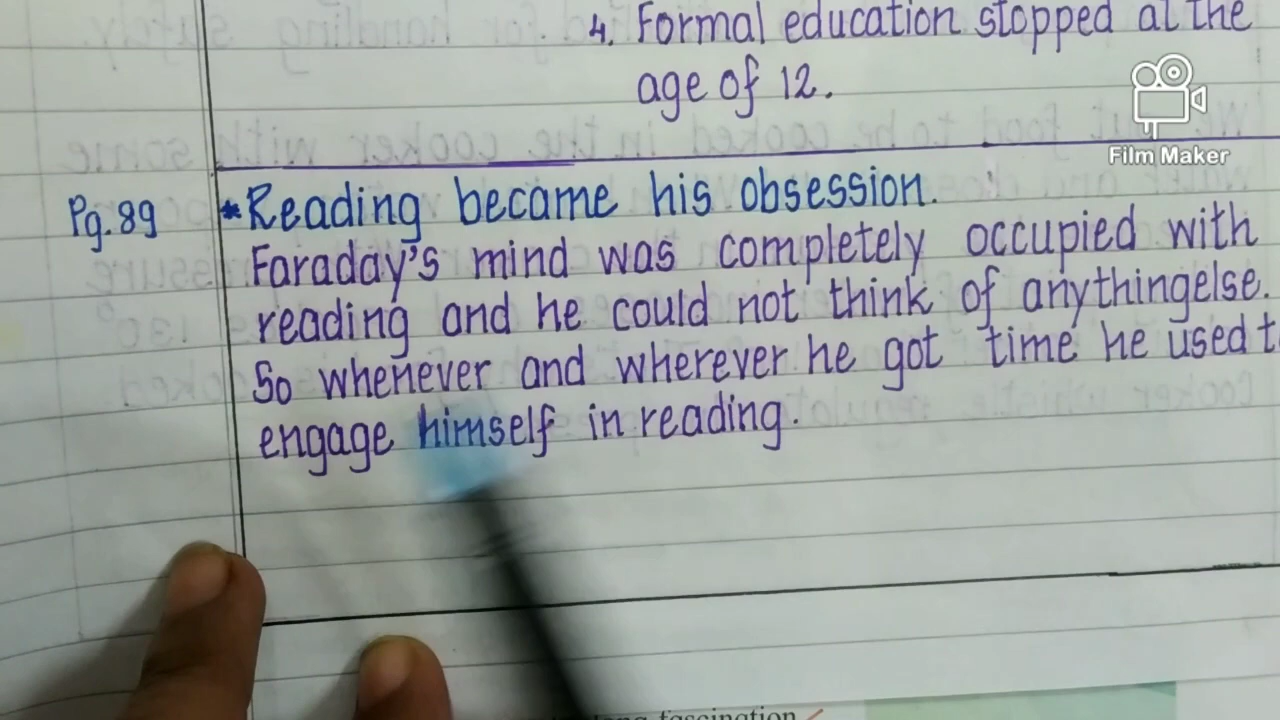 4. Formal education stopped at the
age of 12.
Film Maker
Pg. 89
*Reading became his obsession.
Faraday's mind was completely occupied with
reading and he could not think of anythingelse.
So whenever and wherever he got time he used t
engage himself in reading.
fascination